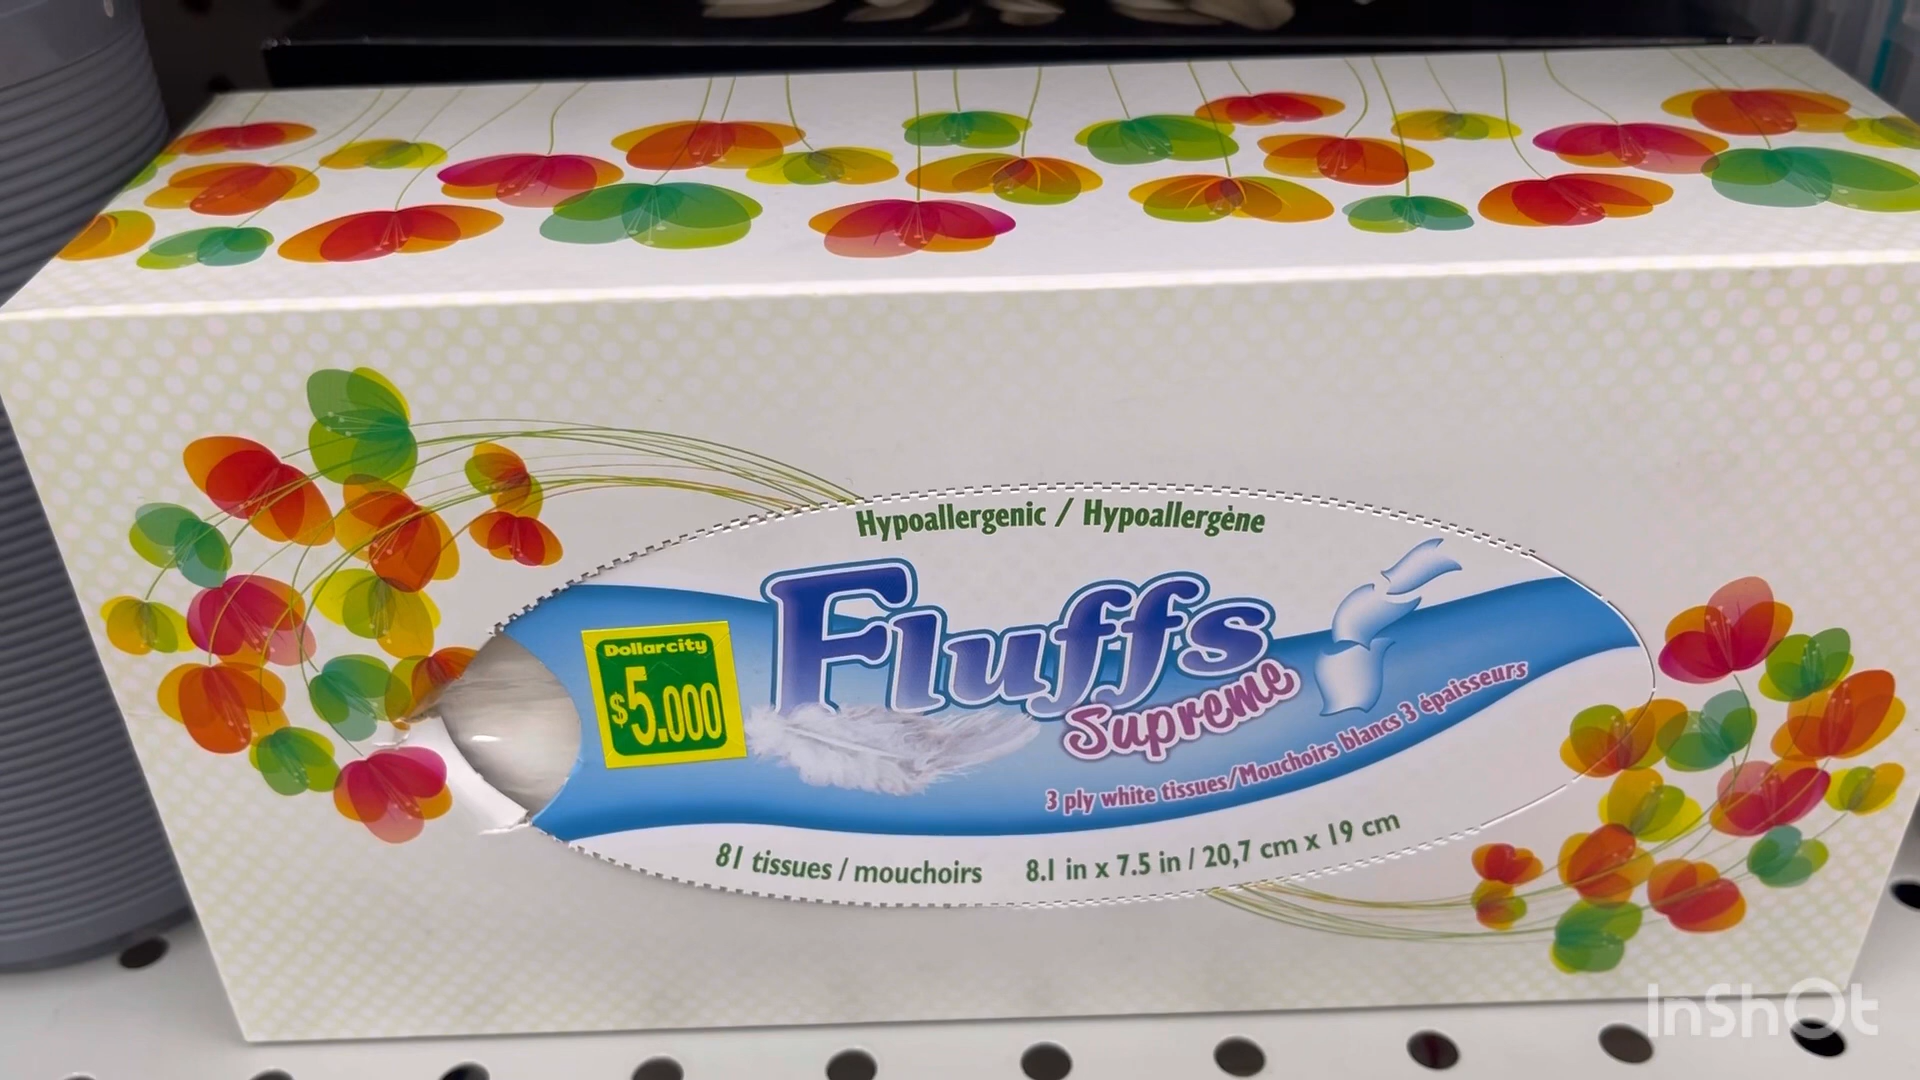 Hypoallergenic / Hypoallergène
Fluffs
Supreme
Dollarcity
$5.000
3 ply white tissues/Mouchoirs blancs 3 épaisseurs
81 tissues / mouchoirs 8.1 in x 7.5 in / 20,7 cm x 19 cm
InShOt